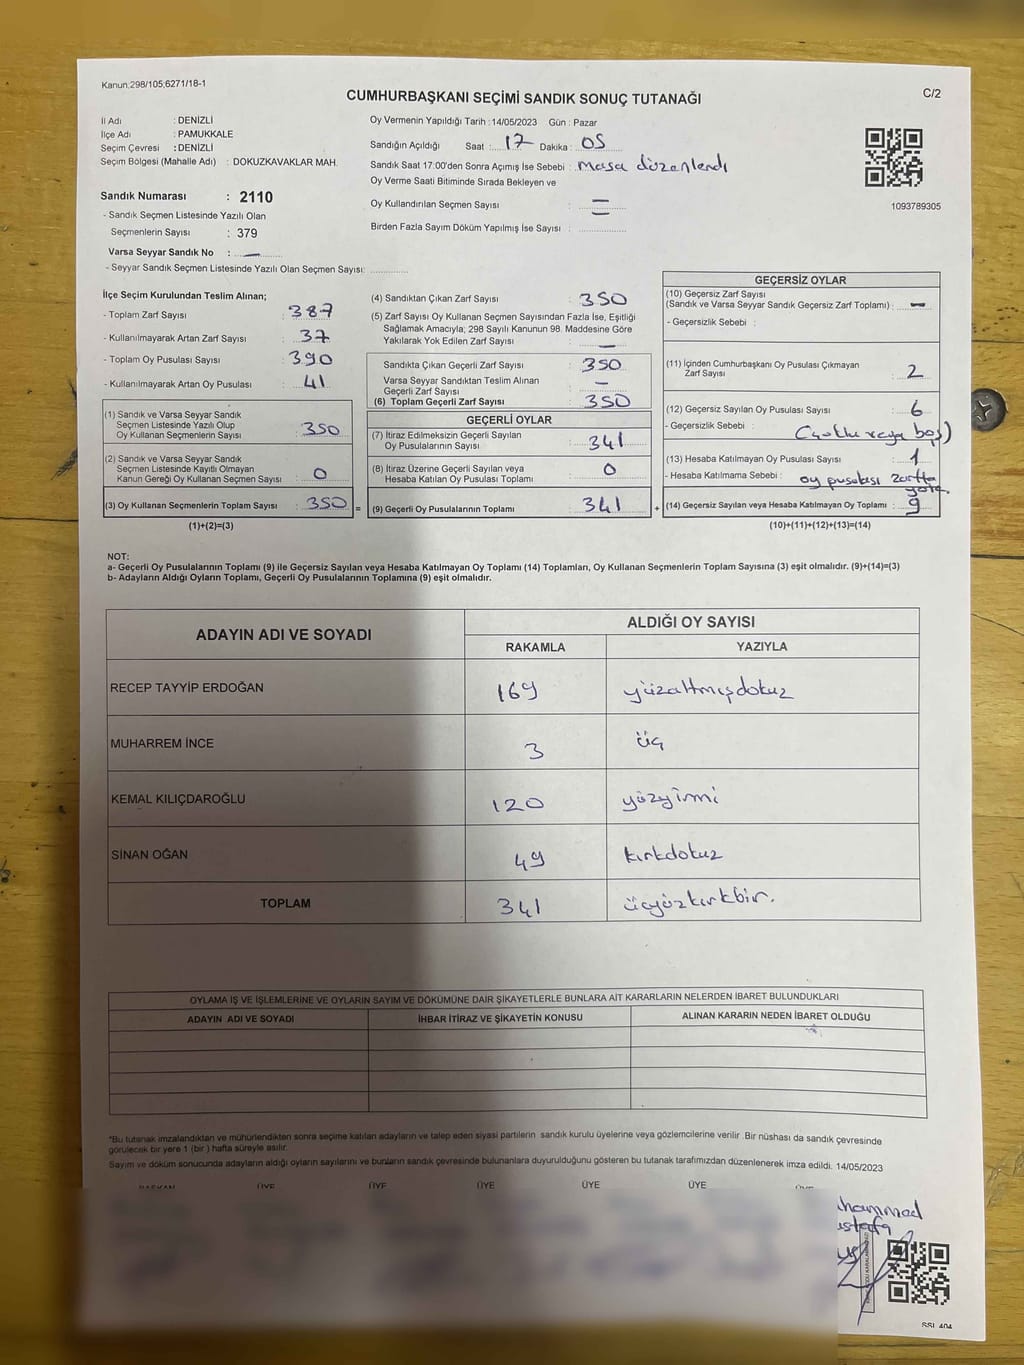 Kanun;298/105;6271/18-1
C/2
CUMHURBAŞKANI SEÇİMİ SANDIK SONUÇ TUTANAĞI
İl Adı : DENİZLİ
İlçe Adı : PAMUKKALE
Seçim Çevresi : DENİZLİ
Seçim Bölgesi (Mahalle Adı) : DOKUZKAVAKLAR MAH.
Sandık Numarası : 2110
- Sandık Seçmen Listesinde Yazılı Olan
Seçmenlerin Sayısı : 379
Varsa Seyyar Sandık No : —
- Seyyar Sandık Seçmen Listesinde Yazılı Olan Seçmen Sayısı: ............
Oy Vermenin Yapıldığı Tarih : 14/05/2023 Gün : Pazar
Sandığın Açıldığı Saat : 17 Dakika : 05
Sandık Saat 17:00'den Sonra Açımış İse Sebebi : masa düzenlendi
Oy Verme Saati Bitiminde Sırada Bekleyen ve
Oy Kullandırılan Seçmen Sayısı : =
Birden Fazla Sayım Döküm Yapılmış İse Sayısı : ............
1093789305
İlçe Seçim Kurulundan Teslim Alınan;
- Toplam Zarf Sayısı : 387
- Kullanılmayarak Artan Zarf Sayısı : 37
- Toplam Oy Pusulası Sayısı : 390
- Kullanılmayarak Artan Oy Pusulası : 41
(1) Sandık ve Varsa Seyyar Sandık
Seçmen Listesinde Yazılı Olup
Oy Kullanan Seçmenlerin Sayısı : 350
(2) Sandık ve Varsa Seyyar Sandık
Seçmen Listesinde Kayıtlı Olmayan
Kanun Gereği Oy Kullanan Seçmen Sayısı : 0
(3) Oy Kullanan Seçmenlerin Toplam Sayısı : 350 =
(1)+(2)=(3)
(4) Sandıktan Çıkan Zarf Sayısı : 350
(5) Zarf Sayısı Oy Kullanan Seçmen Sayısından Fazla İse, Eşitliği
Sağlamak Amacıyla; 298 Sayılı Kanunun 98. Maddesine Göre
Yakılarak Yok Edilen Zarf Sayısı : —
Sandıkta Çıkan Geçerli Zarf Sayısı : 350
Varsa Seyyar Sandıktan Teslim Alınan
Geçerli Zarf Sayısı : —
(6) Toplam Geçerli Zarf Sayısı : 350
GEÇERLİ OYLAR
(7) İtiraz Edilmeksizin Geçerli Sayılan
Oy Pusulalarının Sayısı : 341
(8) İtiraz Üzerine Geçerli Sayılan veya
Hesaba Katılan Oy Pusulası Toplamı : 0
(9) Geçerli Oy Pusulalarının Toplamı : 341 +
GEÇERSİZ OYLAR
(10) Geçersiz Zarf Sayısı
(Sandık ve Varsa Seyyar Sandık Geçersiz Zarf Toplamı) : —
- Geçersizlik Sebebi :
(11) İçinden Cumhurbaşkanı Oy Pusulası Çıkmayan
Zarf Sayısı : 2
(12) Geçersiz Sayılan Oy Pusulası Sayısı : 6
- Geçersizlik Sebebi : veya boş)
(13) Hesaba Katılmayan Oy Pusulası Sayısı : 1
- Hesaba Katılmama Sebebi : oy pusulası zarfta
(14) Geçersiz Sayılan veya Hesaba Katılmayan Oy Toplamı : 9
(10)+(11)+(12)+(13)=(14)
NOT:
a- Geçerli Oy Pusulalarının Toplamı (9) ile Geçersiz Sayılan veya Hesaba Katılmayan Oy Toplamı (14) Toplamları, Oy Kullanan Seçmenlerin Toplam Sayısına (3) eşit olmalıdır. (9)+(14)=(3)
b- Adayların Aldığı Oyların Toplamı, Geçerli Oy Pusulalarının Toplamına (9) eşit olmalıdır.
ADAYIN ADI VE SOYADI
ALDIĞI OY SAYISI
RAKAMLA YAZIYLA
RECEP TAYYİP ERDOĞAN 169 yüzaltmışdokuz
MUHARREM İNCE 3 üç
KEMAL KILIÇDAROĞLU 120 yüzyirmi
SİNAN OĞAN 49 kırkdokuz
TOPLAM 341 üçyüzkırkbir.
OYLAMA İŞ VE İŞLEMLERİNE VE OYLARIN SAYIM VE DÖKÜMÜNE DAİR ŞİKAYETLERLE BUNLARA AİT KARARLARIN NELERDEN İBARET BULUNDUKLARI
ADAYIN ADI VE SOYADI İHBAR İTİRAZ VE ŞİKAYETİN KONUSU ALINAN KARARIN NEDEN İBARET OLDUĞU
*Bu tutanak imzalandıktan ve mühürlendikten sonra seçime katılan adayların ve talep eden siyasi partilerin sandık kurulu üyelerine veya gözlemcilerine verilir .Bir nüshası da sandık çevresinde
görülecek bir yere 1 (bir ) hafta süreyle asılır.
Sayım ve döküm sonucunda adayların aldığı oyların sayılarını ve bunların sandık çevresinde bulunanlara duyurulduğunu gösteren bu tutanak tarafımızdan düzenlenerek imza edildi. 14/05/2023
BAŞKAN ÜYE ÜYE ÜYE ÜYE ÜYE ÜYE
hammed
ustafa